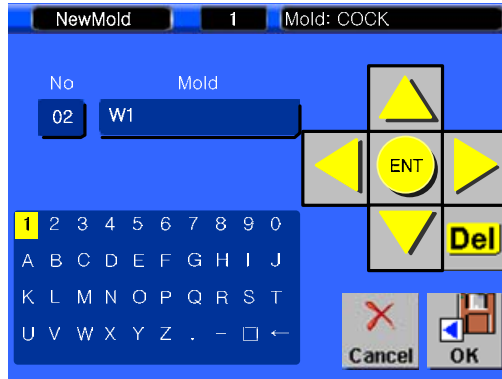 NewMold 1 Mold: COCK
No Mold
02 W1
ENT
1 2 3 4 5 6 7 8 9 0
Del
A B C D E F G H I J
K L M N O P Q R S T
U V W X Y Z . - □ ←
Cancel OK